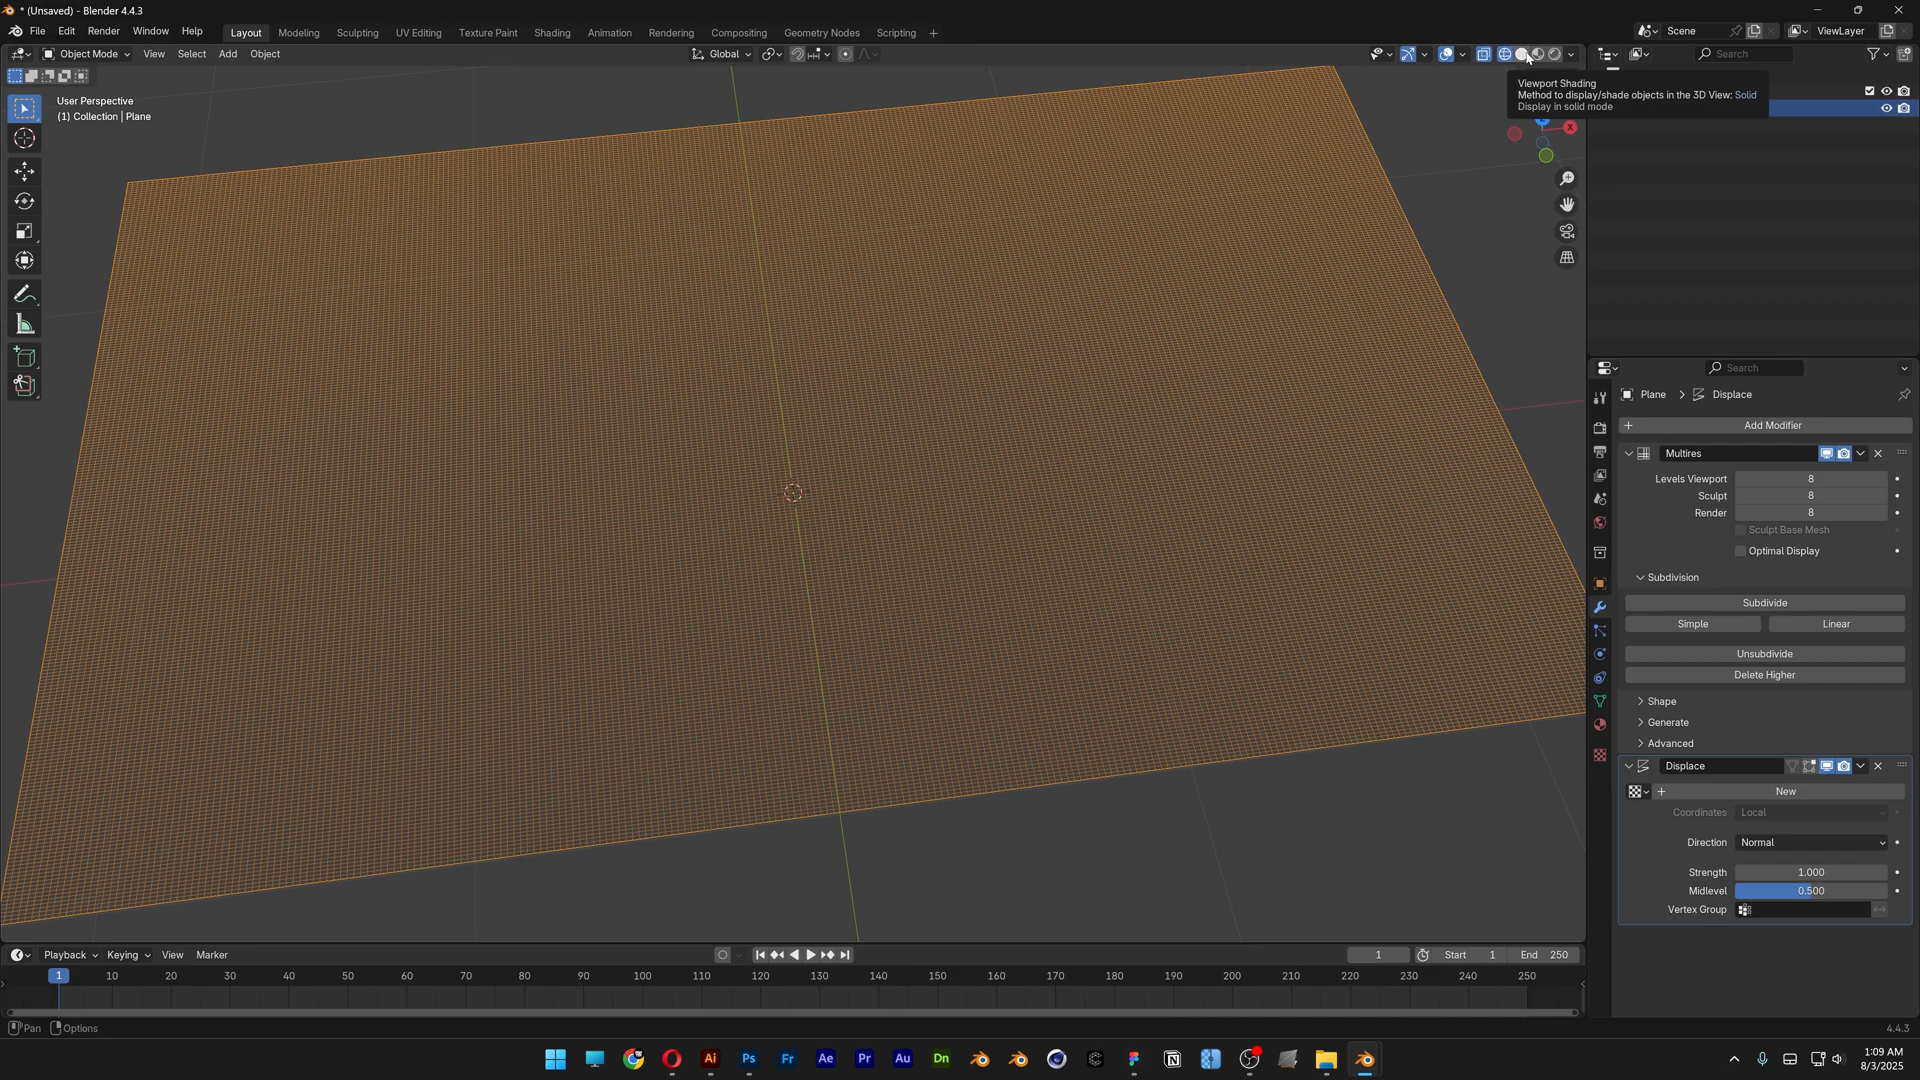 * (Unsaved) - Blender 4.4.3
File Edit Render Window Help
Layout Modeling Sculpting UV Editing Texture Paint Shading Animation Rendering Compositing Geometry Nodes Scripting
Scene
ViewLayer
Object Mode View Select Add Object
Global
Search
User Perspective
(1) Collection | Plane
Viewport Shading
Method to display/shade objects in the 3D View: Solid
Display in solid mode
X
Search
Plane > Displace
Add Modifier
Multires
Levels Viewport 8
Sculpt 8
Render 8
Sculpt Base Mesh
Optimal Display
Subdivision
Subdivide
Simple Linear
Unsubdivide
Delete Higher
Shape
Generate
Advanced
Displace
New
Coordinates Local
Direction Normal
Strength 1.000
Midlevel 0.500
Vertex Group
Playback Keying View Marker
1 Start 1 End 250
1 10 20 30 40 50 60 70 80 90 100 110 120 130 140 150 160 170 180 190 200 210 220 230 240 250
Pan Options
4.4.3
Ai Ps Fr Ae Pr Au Dn
1:09 AM
8/3/2025